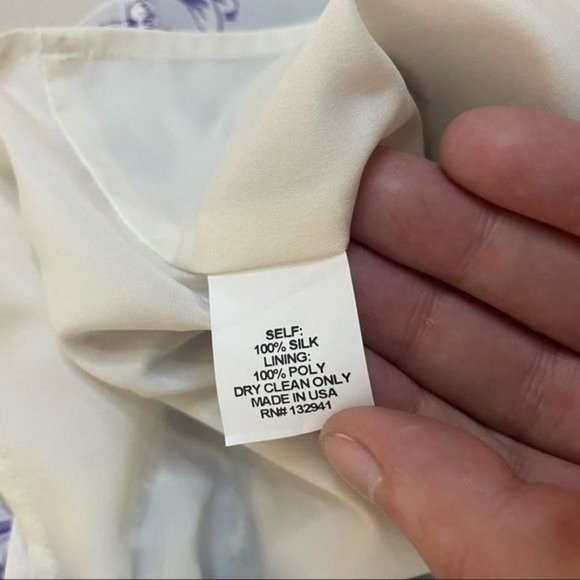 SELF:
100% SILK
LINING:
100% POLY
DRY CLEAN ONLY
MADE IN USA
RN# 132941